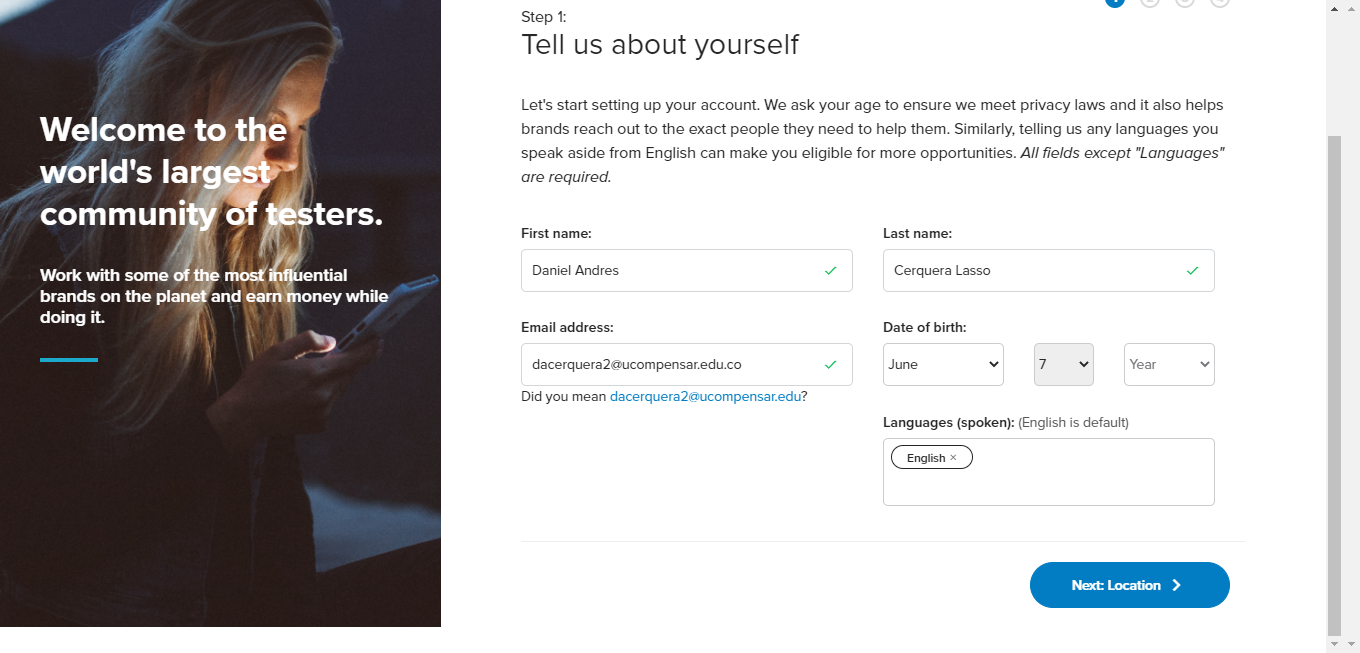 Welcome to the
world's largest
community of testers.
Work with some of the most influential
brands on the planet and earn money while
doing it.
Step 1:
Tell us about yourself
Let's start setting up your account. We ask your age to ensure we meet privacy laws and it also helps
brands reach out to the exact people they need to help them. Similarly, telling us any languages you
speak aside from English can make you eligible for more opportunities. All fields except "Languages"
are required.
First name:
Last name:
Daniel Andres
Cerquera Lasso
Email address:
Date of birth:
dacerquera2@ucompensar.edu.co
June
7
Year
Did you mean dacerquera2@ucompensar.edu?
Languages (spoken): (English is default)
English ×
Next: Location